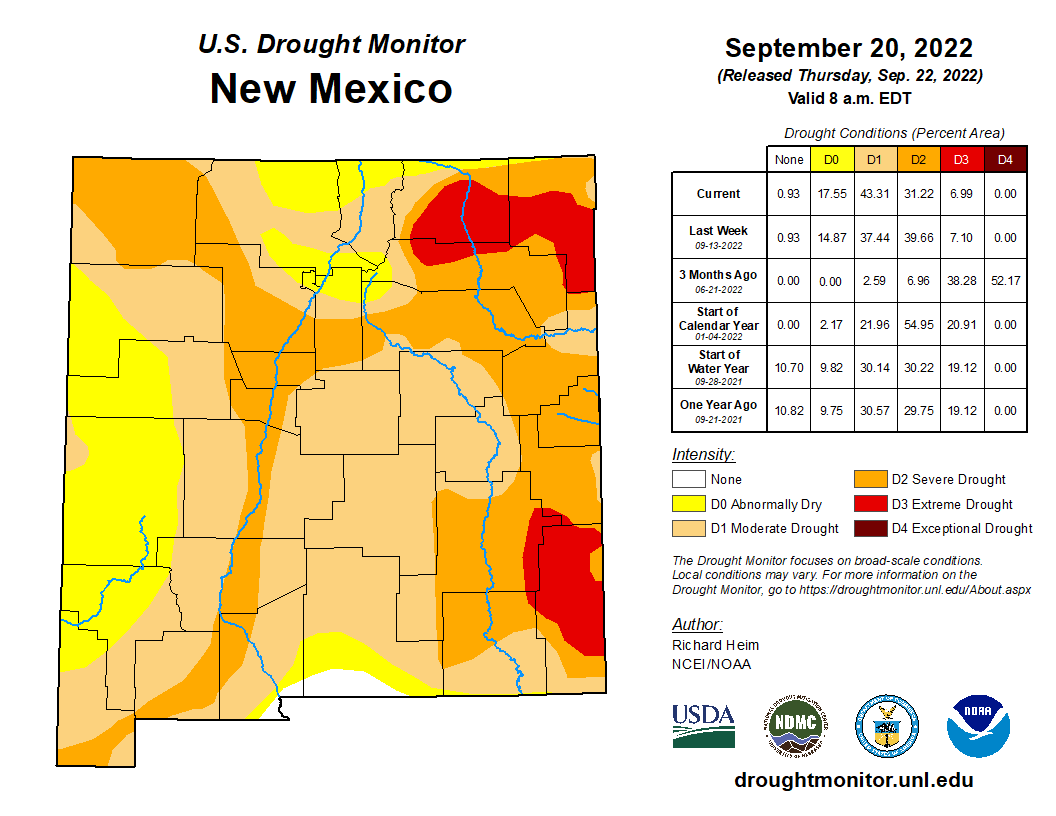 U.S. Drought Monitor
New Mexico
September 20, 2022
(Released Thursday, Sep. 22, 2022)
Valid 8 a.m. EDT
Drought Conditions (Percent Area)
None D0 D1 D2 D3 D4
Current 0.93 17.55 43.31 31.22 6.99 0.00
Last Week
09-13-2022
0.93 14.87 37.44 39.66 7.10 0.00
3 Months Ago
06-21-2022
0.00 0.00 2.59 6.96 38.28 52.17
Start of
Calendar Year
01-04-2022
0.00 2.17 21.96 54.95 20.91 0.00
Start of
Water Year
09-28-2021
10.70 9.82 30.14 30.22 19.12 0.00
One Year Ago
09-21-2021
10.82 9.75 30.57 29.75 19.12 0.00
Intensity:
None
D0 Abnormally Dry
D1 Moderate Drought
D2 Severe Drought
D3 Extreme Drought
D4 Exceptional Drought
The Drought Monitor focuses on broad-scale conditions.
Local conditions may vary. For more information on the
Drought Monitor, go to https://droughtmonitor.unl.edu/About.aspx
Author:
Richard Heim
NCEI/NOAA
USDA
NDMC
NOAA
droughtmonitor.unl.edu